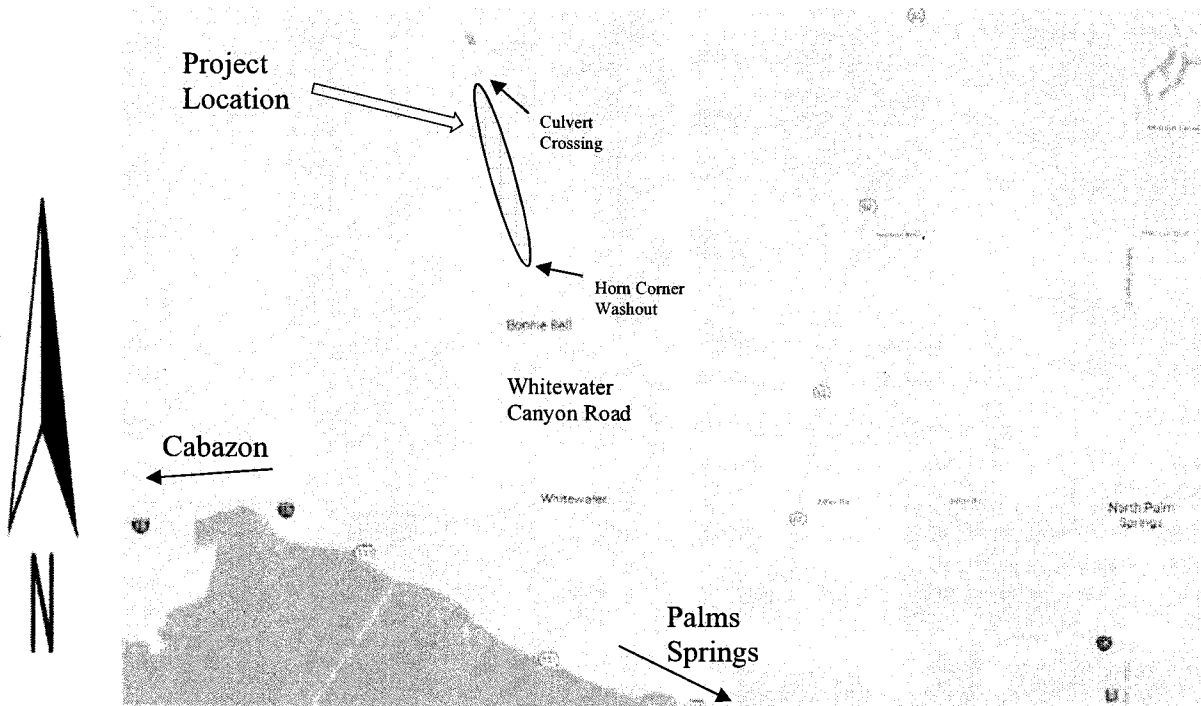 Project
Location
Culvert
Crossing
Horn Corner
Washout
Bonnie Bell
Whitewater
Canyon Road
Cabazon
Whitewater
North Palm
Springs
Palms
Springs
N